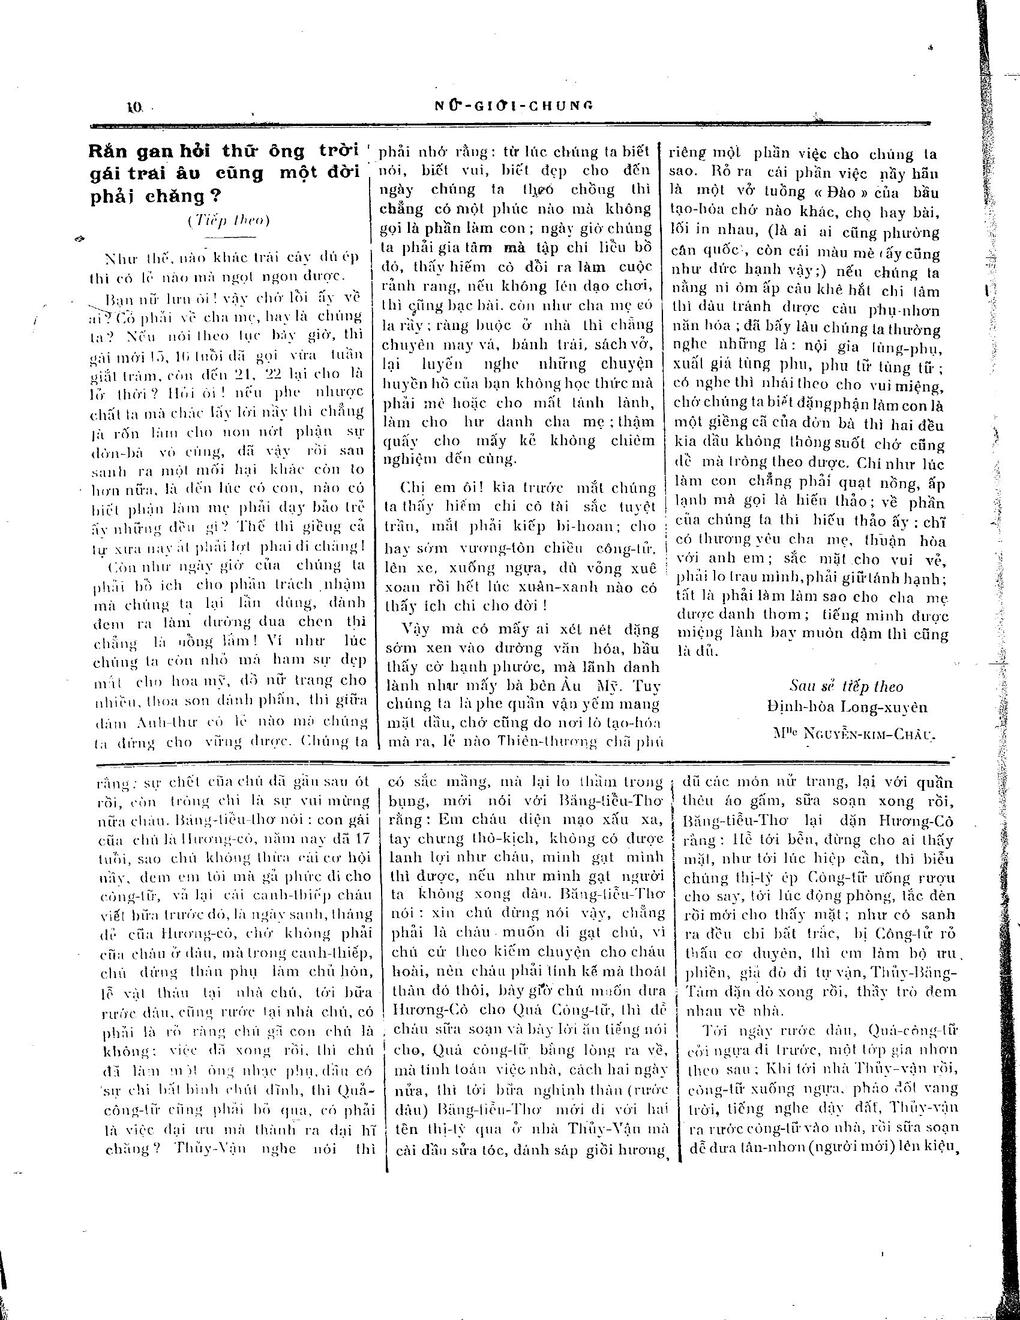 10
NỮ-GIỚI-CHUNG
Rắn gan hỏi thử ông trời
gái trai âu cũng một đời
phải chăng ?
(Tiếp theo)
Như thế, nào khác trái cây dú ép
thì có lẻ nào mà ngọt ngon được.
Bạn nữ lưu ôi! vậy chớ lỗi ấy về
ai? Có phải về cha mẹ, hay là chúng
ta? Nếu nói theo tục bây giờ, thì
gái mới 15, 16 tuổi đã gọi vừa tuần
giắt trâm, còn đến 21, 22 lại cho là
lở thời? Hỏi ôi! nếu phe nhược
chất ta mà chác lấy lời nầy thì chẳng
là rốn làm cho non nớt phận sự
đờn-bà vô cùng, đã vậy rồi sau
sanh ra một mối hại khác còn to
hơn nữa, là đến lúc có con, nào có
biết phận làm mẹ phải dạy bảo trẻ
ấy những đều gì? Thế thì giềng cả
tự xưa nay ắt phải lợt phai đi chăng!
Còn như ngày giờ của chúng ta
phải bổ ích cho phần trách nhậm
mà chúng ta lại lần dùng, dành
đem ra làm đường đua chen thì
chẳng là uồng lắm! Ví như lúc
chúng ta còn nhỏ mà ham sự đẹp
mắt cho hoa mỹ, đồ nữ trang cho
nhiều, thoa son đánh phấn, thì giữa
đám Anh-thư có lẻ nào mà chúng
ta đứng cho vững được. Chúng ta
phải nhớ rằng: từ lúc chúng ta biết
nói, biết vui, biết đẹp cho đến
ngày chúng ta theo chồng thì
chẳng có một phúc nào mà không
gọi là phần làm con; ngày giờ chúng
ta phải gia tâm mà tập chí liều bồ
đó, thấy hiếm cò đổi ra làm cuộc
rảnh rang, nếu không lén dạo chơi,
thì cũng bạc bài. còn như cha mẹ có
la rầy; ràng buộc ở nhà thì chẳng
chuyên may vá, bánh trái, sách vở,
lại luyến nghe những chuyện
huyền hồ của bạn không học thức mà
phải mê hoặc cho mất tánh lành,
làm cho hư danh cha mẹ; thậm
quấy cho mấy kẻ không chiêm
nghiệm đến cùng.
Chị em ôi! kìa trước mắt chúng
ta thấy hiếm chi cô tài sắc tuyệt
trần, mắt phải kiếp bi-hoan; cho
hay sớm vương-tôn chiều công-tử,
lên xe, xuống ngựa, dù võng xuê
xoan rồi hết lúc xuân-xanh nào có
thấy ích chi cho đời !
Vậy mà có mấy ai xét nét dặng
sớm xen vào đường văn hóa, hầu
thấy cờ hạnh phước, mà lãnh danh
lành như mấy bà bên Âu Mỹ. Tuy
chúng ta là phe quần vận yếm mang
mặt dầu, chớ cũng do nơi lò tạo-hóa
mà ra, lẻ nào Thiên-thương chã phú
riêng một phần việc cho chúng ta
sao. Rỏ ra cái phần việc nầy hẳn
là một vở tuồng « Đào » của bầu
tạo-hóa chớ nào khác, cho hay bài,
lối in nhau, (là ai ai cũng phường
cân quốc, còn cái màu mè ấy cũng
như đức hạnh vậy;) nếu chúng ta
nằng ni ôm ấp câu khê hắt chi tâm
thì dầu tránh được câu phụ-nhơn
năn hóa; đã bấy lâu chúng ta thường
nghe những là: nội gia tùng-phụ,
xuất giá tùng phu, phu tử tùng tử;
có nghe thì nhái theo cho vui miệng,
chớ chúng ta biết đặng phận làm con là
một giềng cã của đờn bà thì hai đều
kia dầu không thông suốt chớ cũng
dễ mà tròng theo được. Chí như lúc
làm con chẳng phải quạt nồng, ấp
lạnh mà gọi là hiến thảo; về phần
của chúng ta thì hiếu thảo ấy: chĩ
có thương yêu cha mẹ, thuận hòa
với anh em; sắc mặt cho vui vẻ,
phải lo trau mình, phải giữ tánh hạnh;
tắt là phải làm làm sao cho cha mẹ
được danh thơm; tiếng mình được
miệng lành bay muôn dậm thì cũng
là đủ.
Sau sẻ tiếp theo
Định-hòa Long-xuyên
Mlle NGUYỄN-KIM-CHÂU.
rằng: sự chết của chú đã gần sau ót
rồi, còn tròng chi là sự vui mừng
nữa cháu. Băng-tiểu-thơ nói: con gái
của chú là Hương-cô, năm nay đã 17
tuổi, sao chú không thừa cái cơ hội
nầy, đem em tôi mà gả phức đi cho
công-tử, vả lại cái canh-thiếp cháu
viết bữa trước đó, là ngày sanh, tháng
đẻ của Hương-cô, chớ không phải
của cháu ở đâu, mà trong canh-thiếp,
chú đứng thân phụ làm chủ hôn,
lễ vật thâu tại nhà chú, tới bữa
rước dâu, cũng rước tại nhà chú, có
phải là rõ ràng chú gả con chú là
không: việc đã xong rồi, thì chú
đã làm một ông nhạc phụ, dầu có
sự chi bất bình chút đĩnh, thì Quả-
công-tữ cũng phải bỏ qua, có phải
là việc đại ưu mà thành ra đại hĩ
chăng? Thủy-Vận nghe nói thì
có sắc mầng, mà lại lo thầm trong
bụng, mới nói với Băng-tiểu-Thơ
rằng: Em cháu diện mạo xấu xa,
tay chưng thô-kịch, không có được
lanh lợi như cháu, mình gạt mình
thì được, nếu như mình gạt người
ta không xong đâu. Băng-tiểu-Thơ
nói: xin chú đừng nói vậy, chẳng
phải là cháu muốn đi gạt chú, vì
chú cứ theo kiếm chuyện cho cháu
hoài, nên cháu phải tính kế mà thoát
thân đó thôi, bây giờ chú muốn đưa
Hương-Cô cho Quả Công-tử, thì để
cháu sữa soạn và bày lời ăn tiếng nói
cho, Quả công-tữ bằng lòng ra về,
mà tính toán việc nhà, cách hai ngày
nữa, thì tới bữa nghinh thân (rước
dâu) Băng-tiểu-Thơ mới đi với hai
tên thị-tỳ qua ở nhà Thủy-Vận mà
cài đầu sửa tóc, đánh sáp giồi hương,
đũ các món nử trang, lại với quần
thêu áo gấm, sữa soạn xong rồi,
Băng-tiểu-Thơ lại dặn Hương-Cô
rằng: Hễ tới bền, đừng cho ai thấy
mặt, như tới lúc hiệp cẩn, thì biểu
chúng thị-tỳ ép Công-tữ uống rượu
cho say, tới lúc động phòng, tắc đèn
rồi mới cho thấy mặt; như có sanh
ra đều chi bất trắc, bị Công-tử rỏ
thấu cơ duyên, thì em làm bộ ưu
phiền, giả đò đi tự vận, Thủy-Băng-
Tâm dặn dò xong rồi, thầy trò đem
nhau về nhà.
Tới ngày rước dâu, Quả-công-tữ
cởi ngựa đi trước, một tớp gia nhơn
theo sau; Khi tới nhà Thủy-vận rồi,
công-tữ xuống ngựa, pháo đốt vang
trời, tiếng nghe dậy đất, Thủy-vận
ra rước công-tữ vào nhà, rồi sữa soạn
dễ đưa tân-nhơn (người mới) lên kiệu,